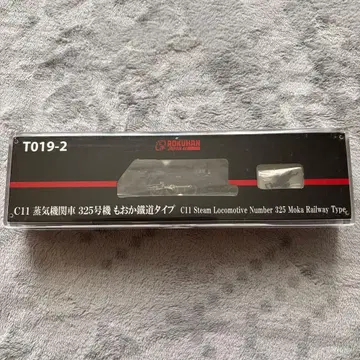 T019-2
ROKUHAN
C11 蒸気機関車 325号機 もおか鐵道タイプ C11 Steam Locomotive Number 325 Moka Railway Type